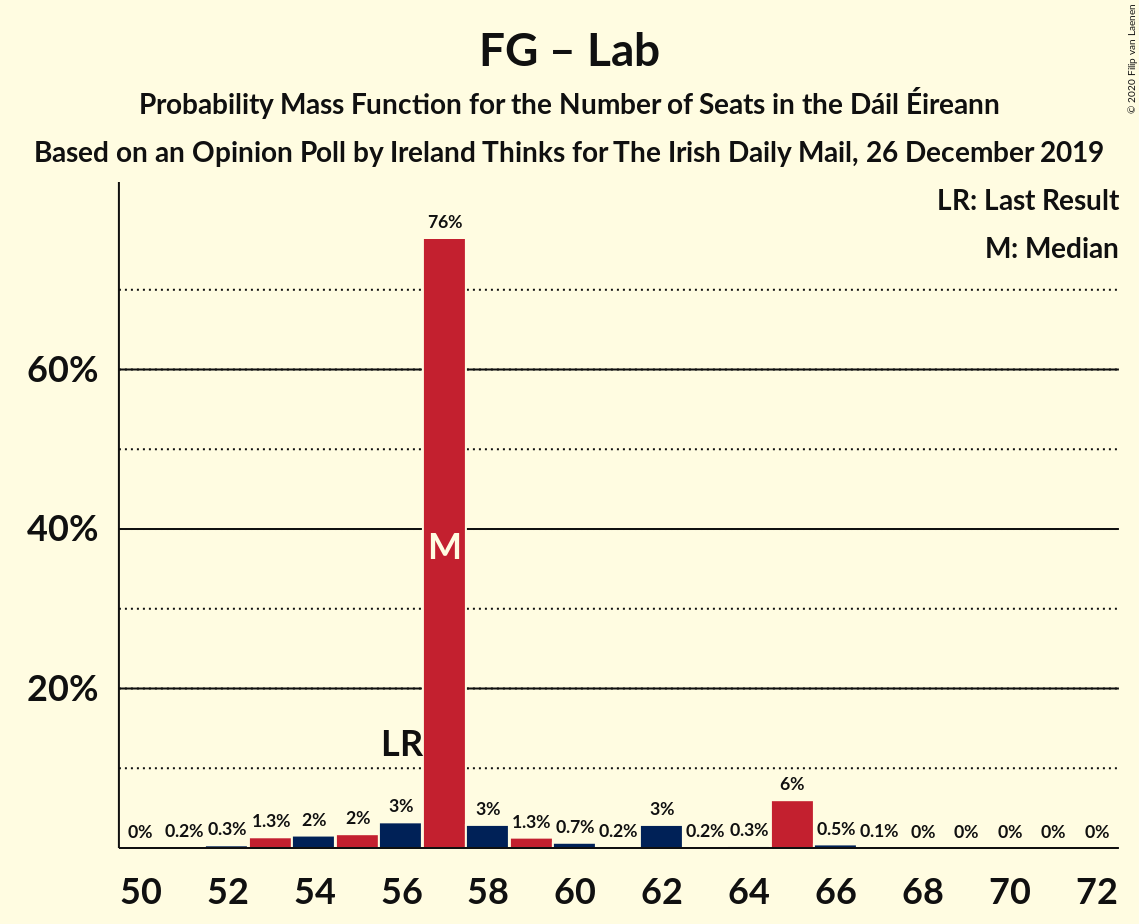 FG – Lab
Probability Mass Function for the Number of Seats in the Dáil Éireann
Based on an Opinion Poll by Ireland Thinks for The Irish Daily Mail, 26 December 2019
© 2020 Filip van Laenen
LR: Last Result
M: Median
60%
40%
20%
0% 0.2% 0.3% 1.3% 2% 2% 3% 76% 3% 1.3% 0.7% 0.2% 3% 0.2% 0.3% 6% 0.5% 0.1% 0% 0% 0% 0% 0%
M
LR
50 52 54 56 58 60 62 64 66 68 70 72